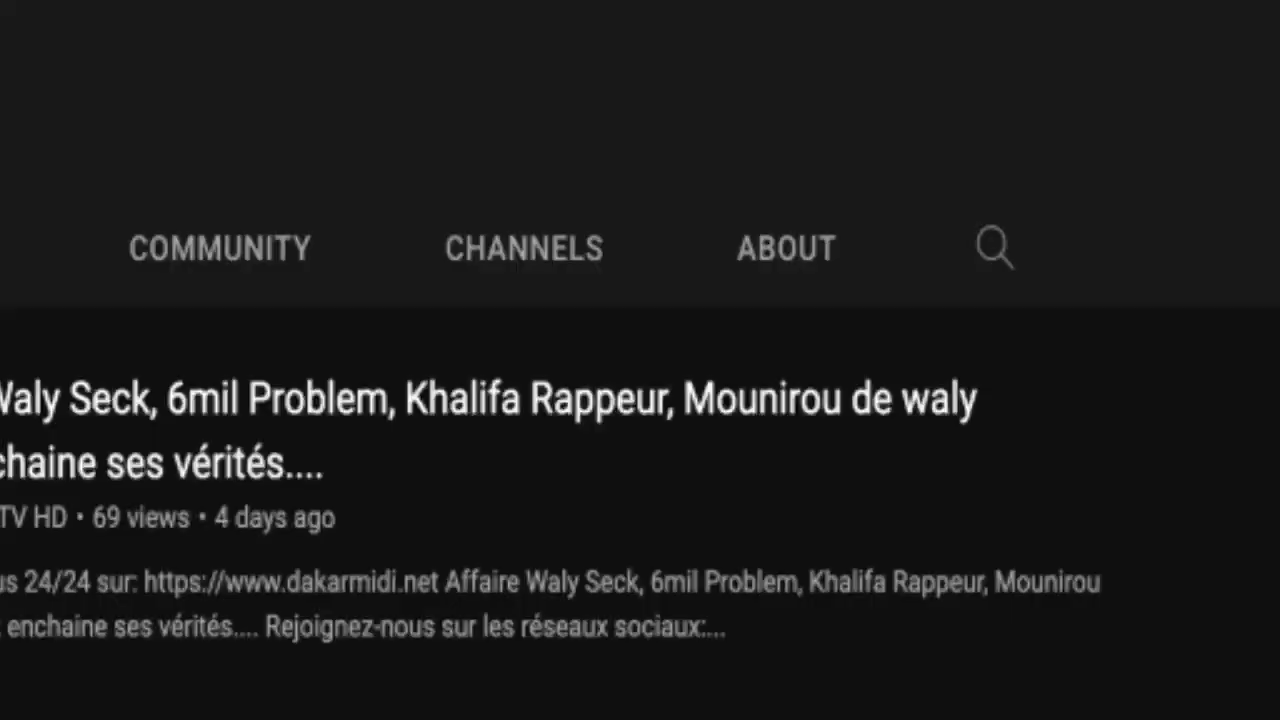 COMMUNITY CHANNELS ABOUT
Waly Seck, 6mil Problem, Khalifa Rappeur, Mounirou de waly
chaine ses vérités....
TV HD • 69 views • 4 days ago
us 24/24 sur: https://www.dakarmidi.net Affaire Waly Seck, 6mil Problem, Khalifa Rappeur, Mounirou
enchaine ses vérités.... Rejoignez-nous sur les réseaux sociaux:...